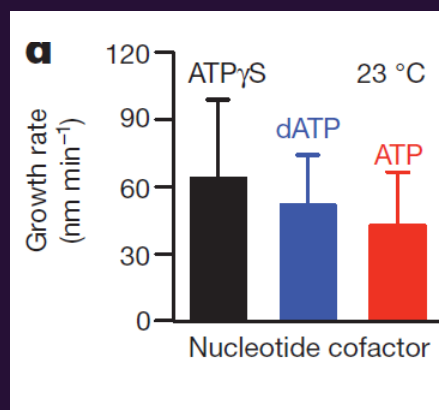 a
120
ATPγS
23 °C
90
dATP
ATP
Growth rate
(nm min⁻¹)
60
30
0
Nucleotide cofactor